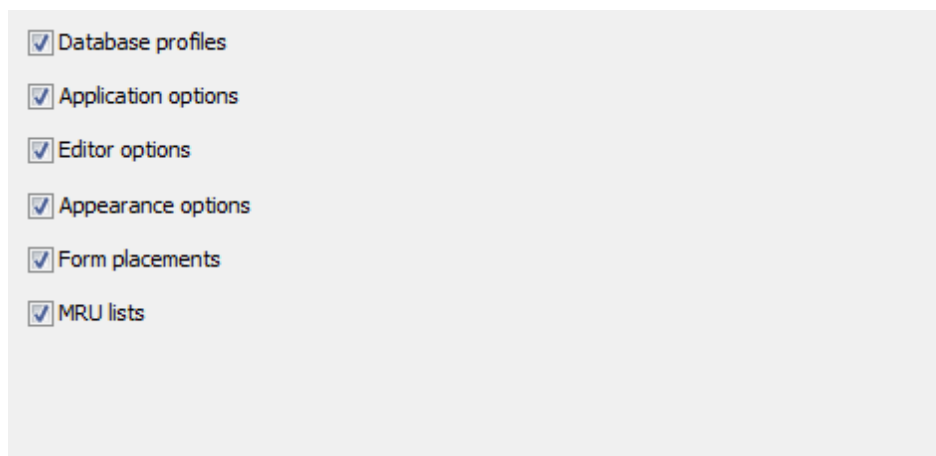 Database profiles
Application options
Editor options
Appearance options
Form placements
MRU lists